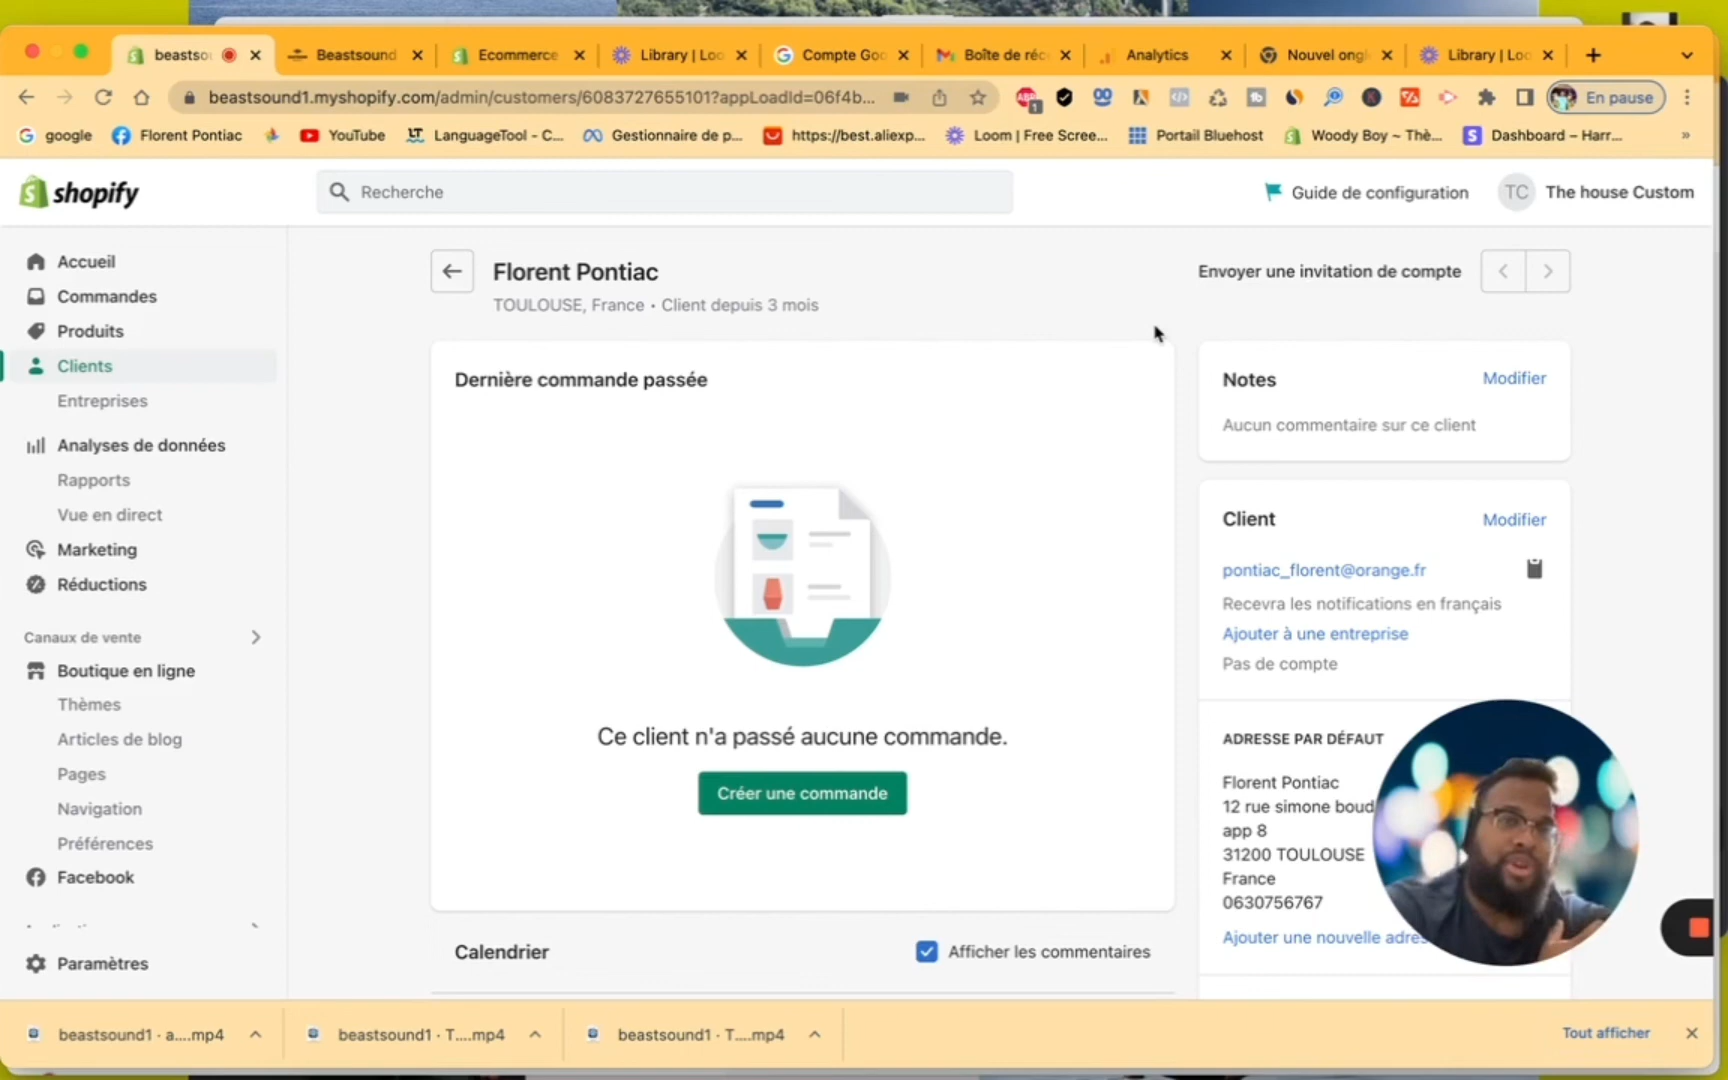 beastsou
Beastsound
Ecommerce
Library | Loo
Compte Goo
Boîte de réc
Analytics
Nouvel ongl
Library | Loo
beastsound1.myshopify.com/admin/customers/6083727655101?appLoadId=06f4b...
ABP
1
En pause
google
Florent Pontiac
YouTube
LanguageTool - C...
Gestionnaire de p...
https://best.aliexp...
Loom | Free Scree...
Portail Bluehost
Woody Boy ~ Thè...
Dashboard – Harr...
»
shopify
Recherche
Guide de configuration
TC
The house Custom
Accueil
Commandes
Produits
Clients
Entreprises
Analyses de données
Rapports
Vue en direct
Marketing
Réductions
Canaux de vente
Boutique en ligne
Thèmes
Articles de blog
Pages
Navigation
Préférences
Facebook
Paramètres
Florent Pontiac
TOULOUSE, France • Client depuis 3 mois
Envoyer une invitation de compte
Dernière commande passée
Ce client n'a passé aucune commande.
Créer une commande
Calendrier
Afficher les commentaires
Notes
Modifier
Aucun commentaire sur ce client
Client
Modifier
pontiac_florent@orange.fr
Recevra les notifications en français
Ajouter à une entreprise
Pas de compte
ADRESSE PAR DÉFAUT
Florent Pontiac
12 rue simone boud
app 8
31200 TOULOUSE
France
0630756767
Ajouter une nouvelle adres
beastsound1 · a....mp4
beastsound1 · T....mp4
beastsound1 · T....mp4
Tout afficher